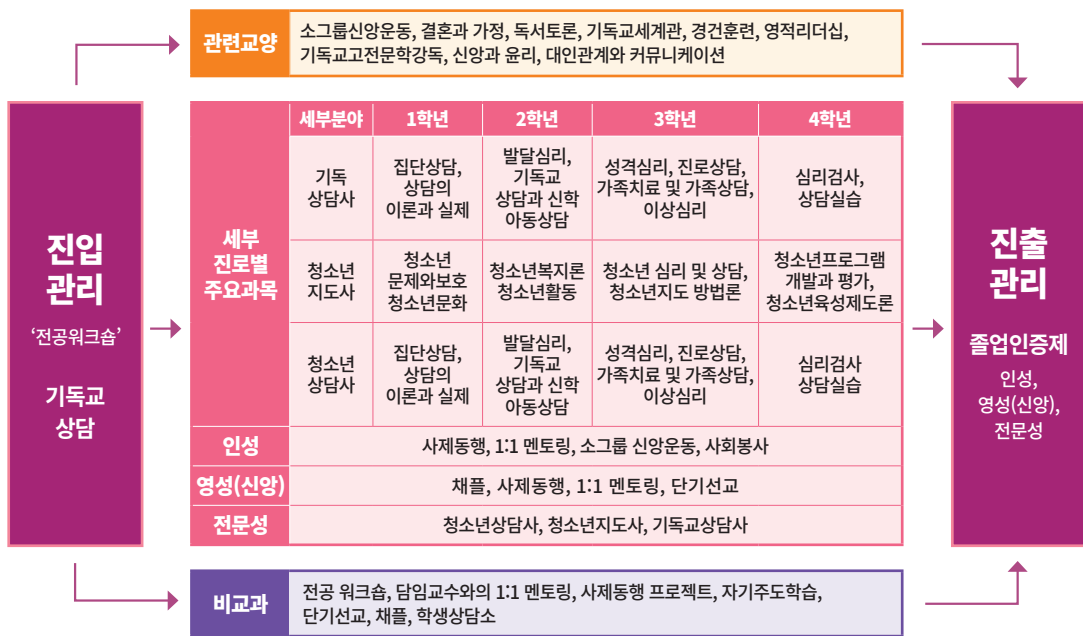 관련교양
소그룹신앙운동, 결혼과 가정, 독서토론, 기독교세계관, 경건훈련, 영적리더십,
기독교고전문학강독, 신앙과 윤리, 대인관계와 커뮤니케이션
진입
관리
‘전공워크숍’
기독교
상담
세부
진로별
주요과목
세부분야
1학년
2학년
3학년
4학년
기독
상담사
집단상담,
상담의
이론과 실제
발달심리,
기독교
상담과 신학
아동상담
성격심리, 진로상담,
가족치료 및 가족상담,
이상심리
심리검사,
상담실습
청소년
지도사
청소년
문제와보호
청소년문화
청소년복지론
청소년활동
청소년 심리 및 상담,
청소년지도 방법론
청소년프로그램
개발과 평가,
청소년육성제도론
청소년
상담사
집단상담,
상담의
이론과 실제
발달심리,
기독교
상담과 신학
아동상담
성격심리, 진로상담,
가족치료 및 가족상담,
이상심리
심리검사
상담실습
인성
사제동행, 1:1 멘토링, 소그룹 신앙운동, 사회봉사
영성(신앙)
채플, 사제동행, 1:1 멘토링, 단기선교
전문성
청소년상담사, 청소년지도사, 기독교상담사
진출
관리
졸업인증제
인성,
영성(신앙),
전문성
비교과
전공 워크숍, 담임교수와의 1:1 멘토링, 사제동행 프로젝트, 자기주도학습,
단기선교, 채플, 학생상담소